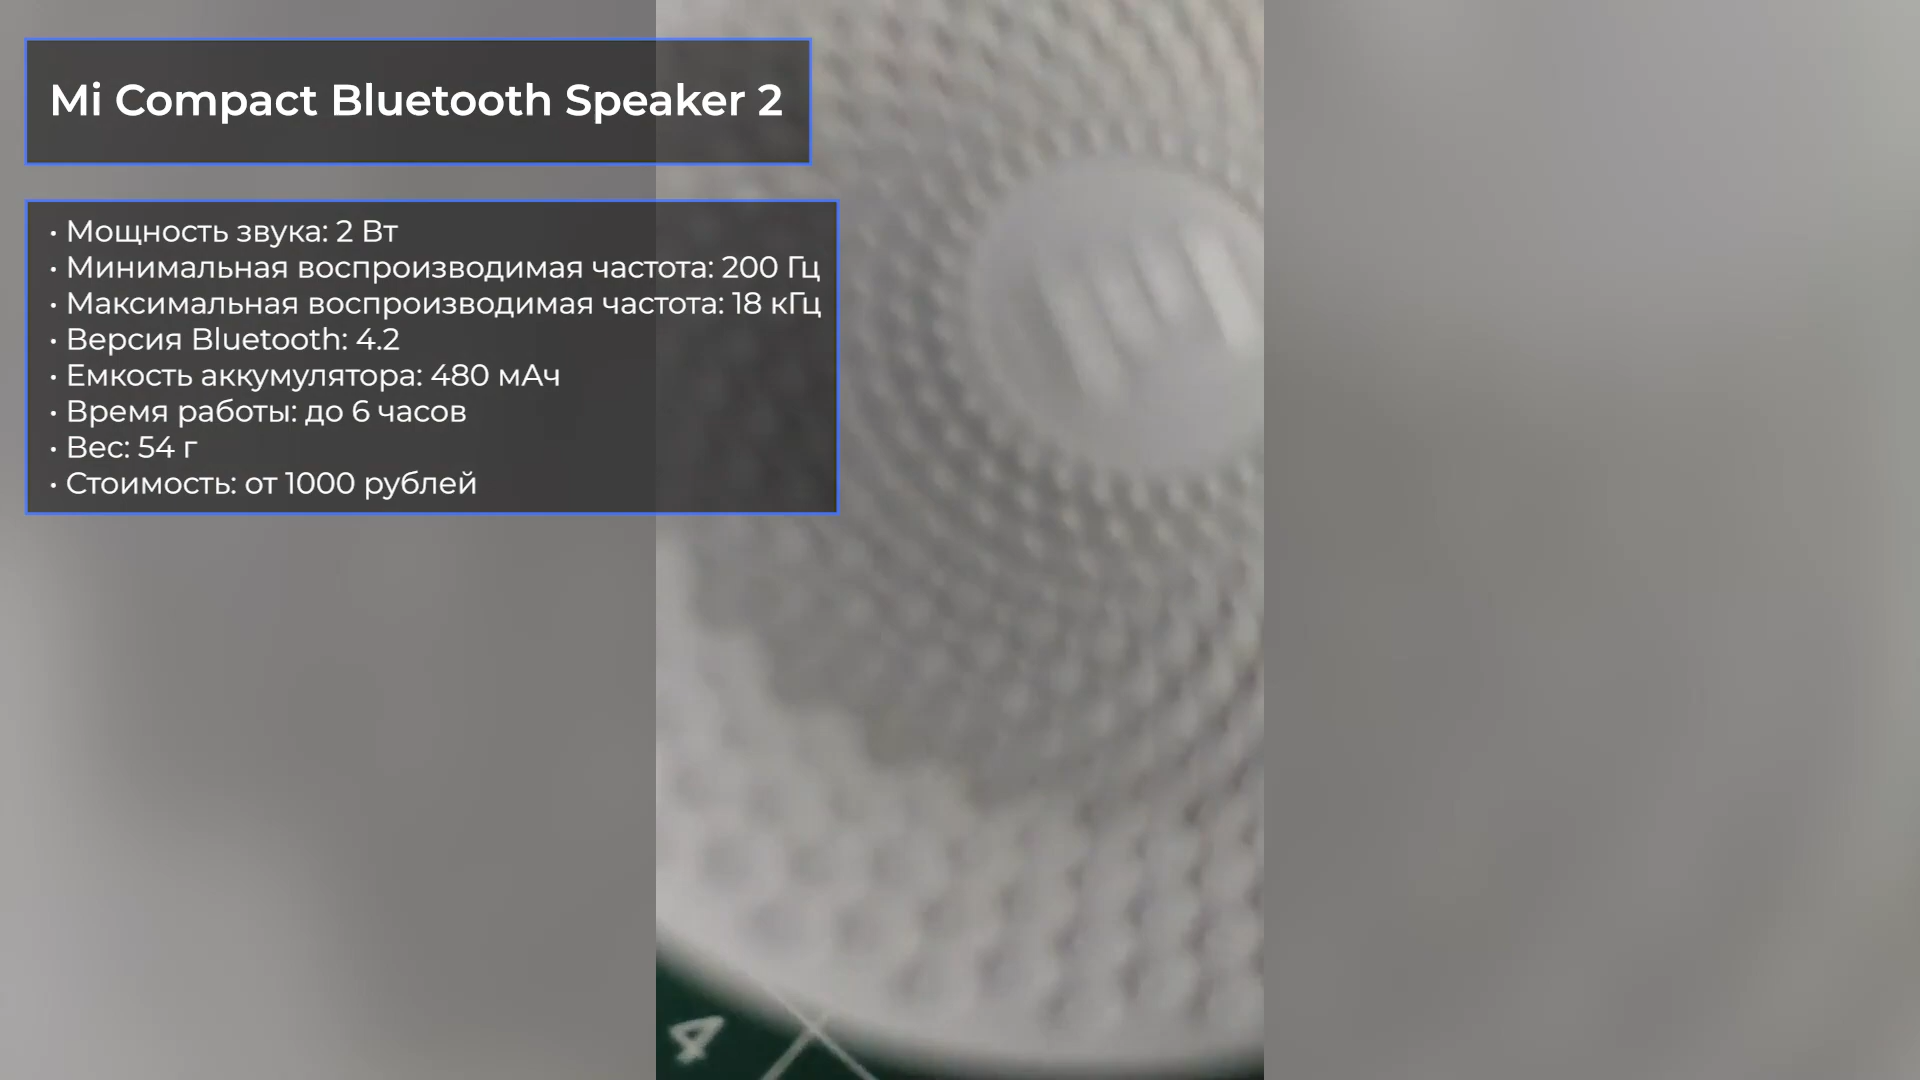 Mi Compact Bluetooth Speaker 2
• Мощность звука: 2 Вт
• Минимальная воспроизводимая частота: 200 Гц
• Максимальная воспроизводимая частота: 18 кГц
• Версия Bluetooth: 4.2
• Емкость аккумулятора: 480 мАч
• Время работы: до 6 часов
• Вес: 54 г
• Стоимость: от 1000 рублей
4